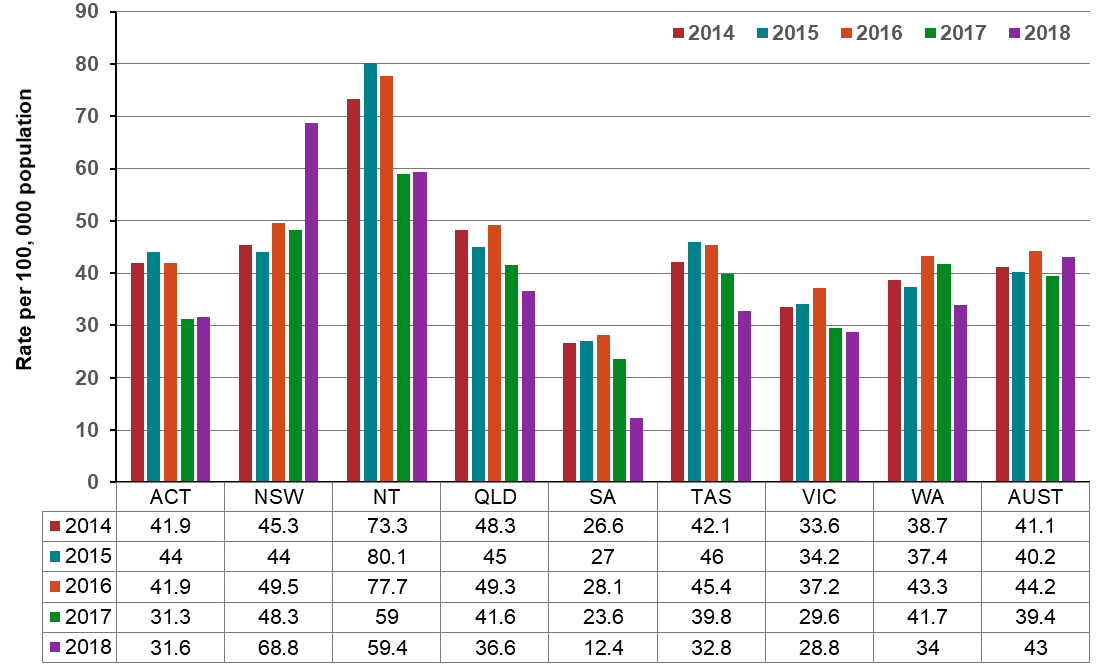 90
2014 2015 2016 2017 2018
80
70
60
50
40
30
20
10
0
Rate per 100, 000 population
ACT NSW NT QLD SA TAS VIC WA AUST
2014 41.9 45.3 73.3 48.3 26.6 42.1 33.6 38.7 41.1
2015 44 44 80.1 45 27 46 34.2 37.4 40.2
2016 41.9 49.5 77.7 49.3 28.1 45.4 37.2 43.3 44.2
2017 31.3 48.3 59 41.6 23.6 39.8 29.6 41.7 39.4
2018 31.6 68.8 59.4 36.6 12.4 32.8 28.8 34 43